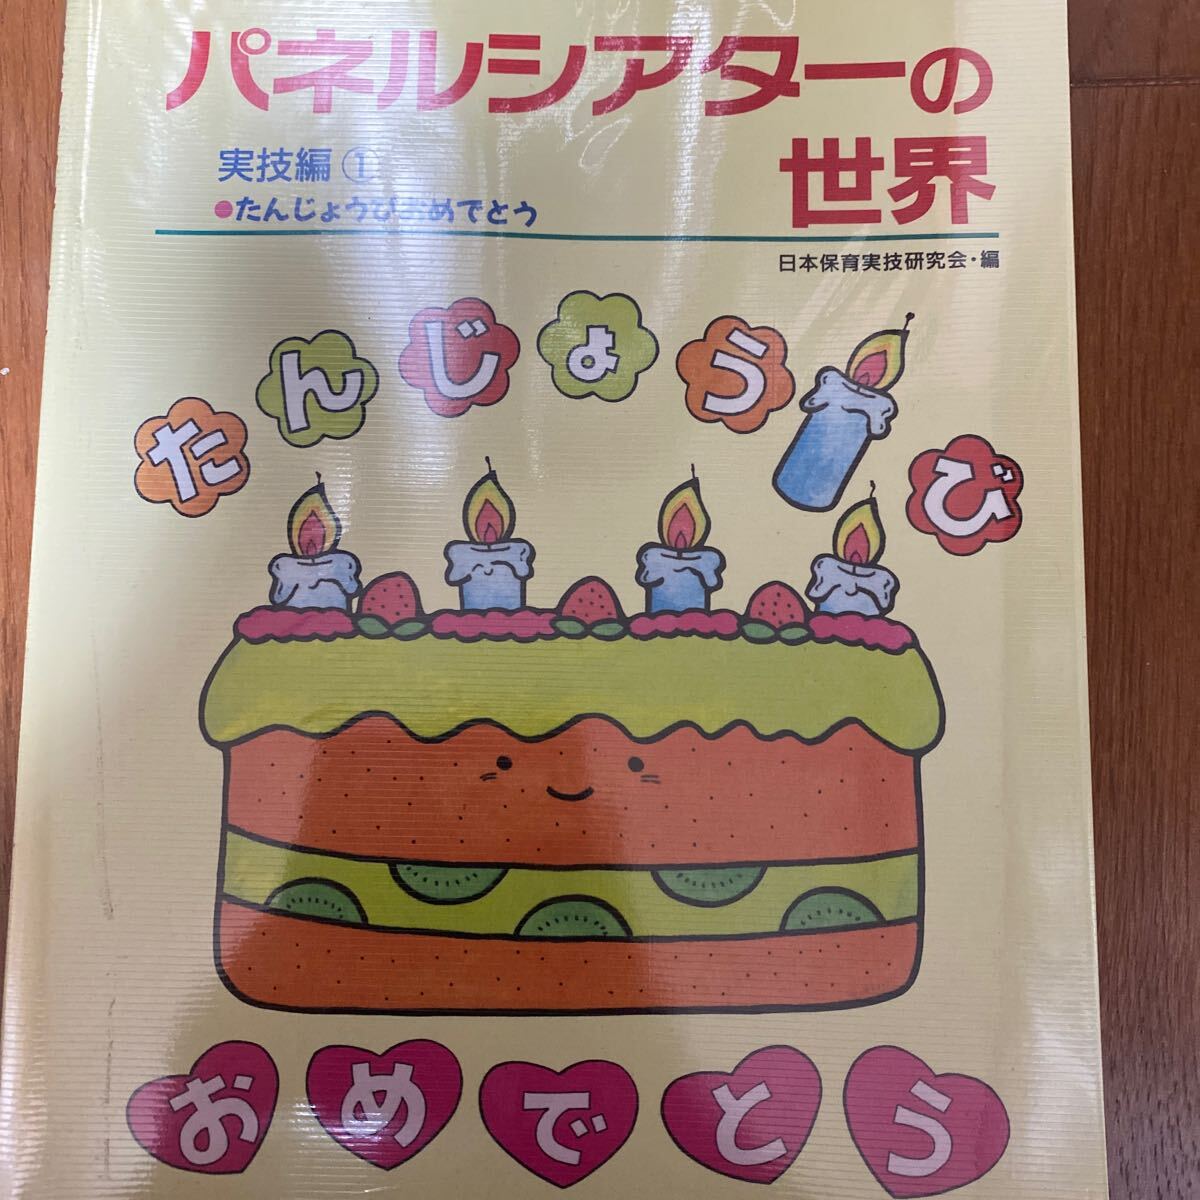 パネルシアターの
世界
実技編①
●たんじょうびおめでとう
日本保育実技研究会・編
たんじょうび
おめでとう